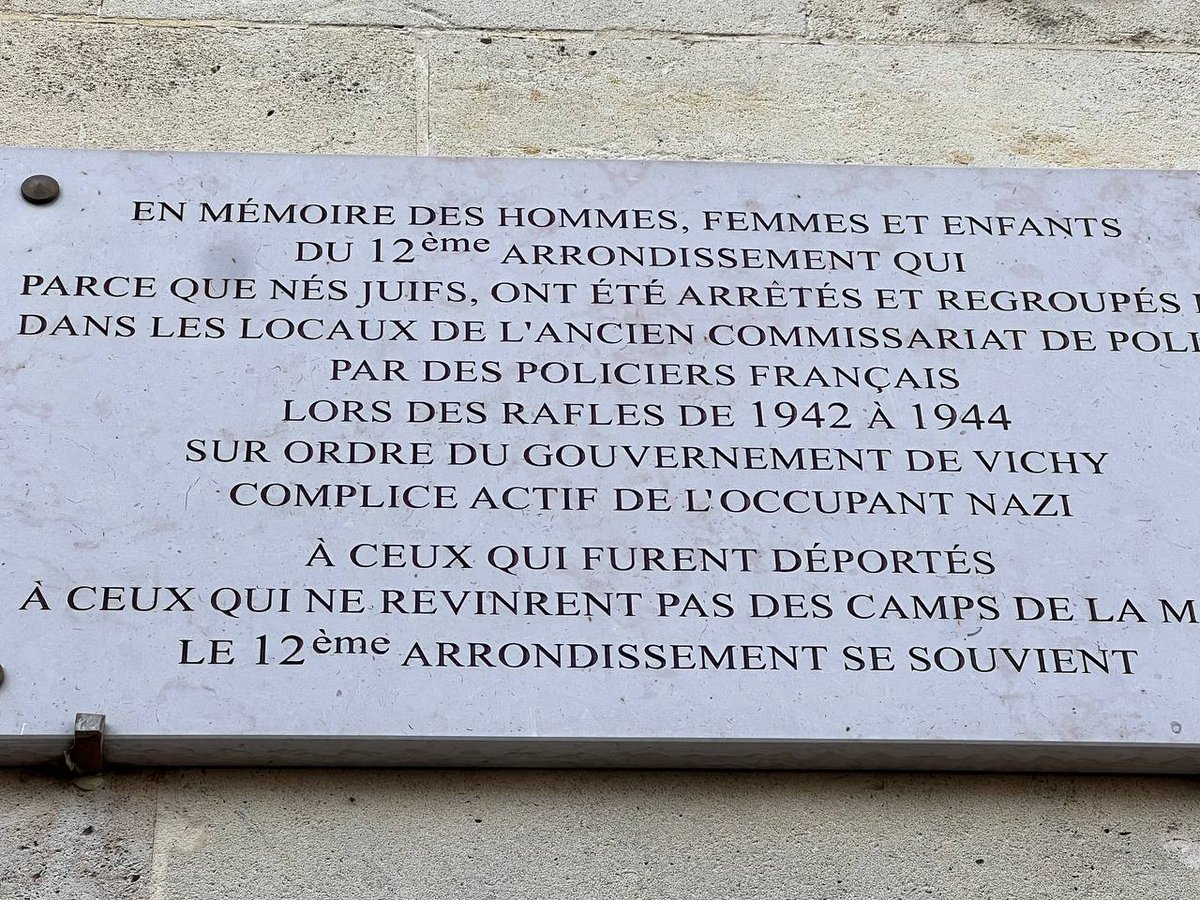 EN MÉMOIRE DES HOMMES, FEMMES ET ENFANTS
DU 12ème ARRONDISSEMENT QUI
PARCE QUE NÉS JUIFS, ONT ÉTÉ ARRÊTÉS ET REGROUPÉS
DANS LES LOCAUX DE L'ANCIEN COMMISSARIAT DE
PAR DES POLICIERS FRANÇAIS
LORS DES RAFLES DE 1942 À 1944
SUR ORDRE DU GOUVERNEMENT DE VICHY
COMPLICE ACTIF DE L'OCCUPANT NAZI
À CEUX QUI FURENT DÉPORTÉS
À CEUX QUI NE REVINRENT PAS DES CAMPS DE LA
LE 12ème ARRONDISSEMENT SE SOUVIENT